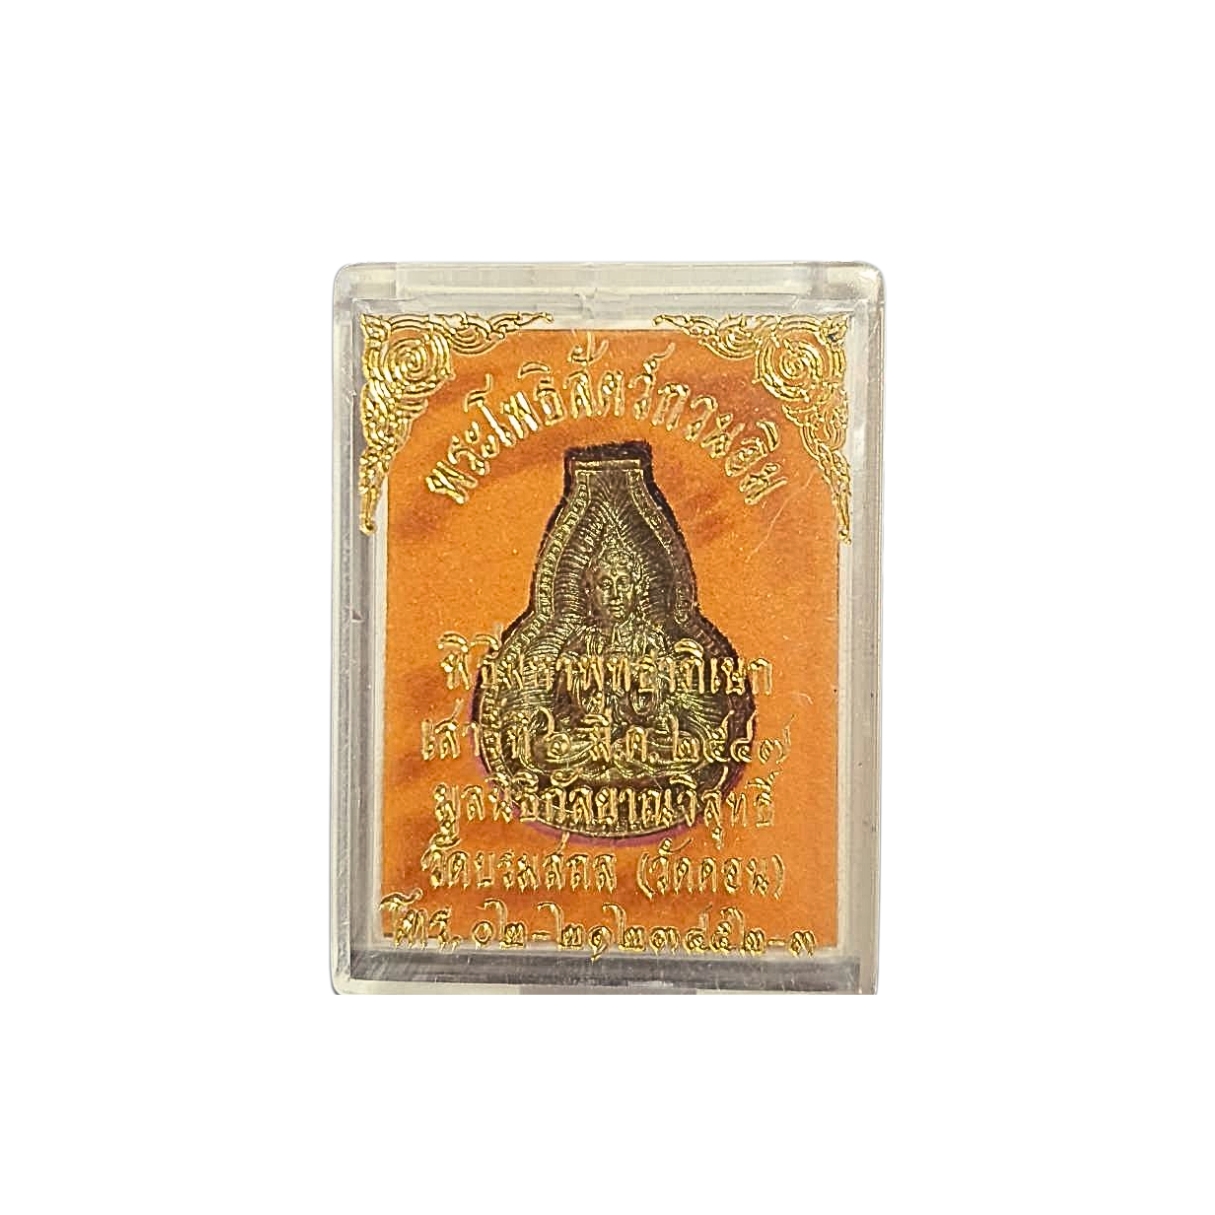 พระโพธิสัตว์กวนอิม
พิธีมหาพุทธาภิเษก
เสาร์ที่ ๖ มี.ค. ๒๕๔๗
มูลนิธิกัลยาณวิสุทธิ์
วัดบรมสถล (วัดดอน)
โทร. ๐๒-๒๑๒๓๔๕๒-๓